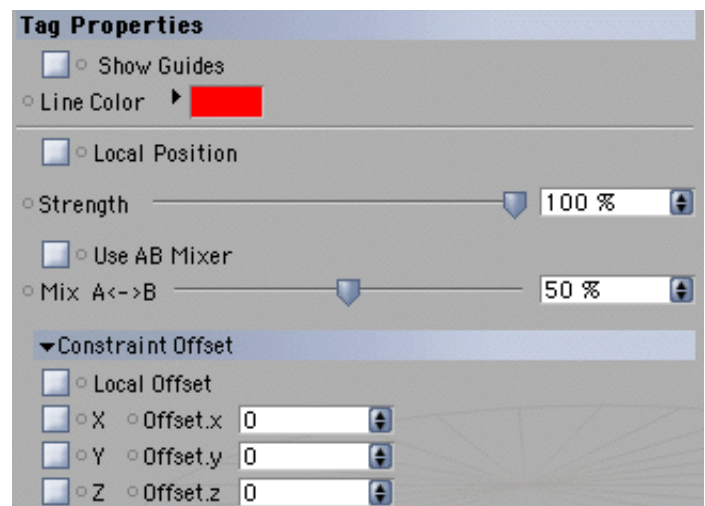 Tag Properties
Show Guides
Line Color
Local Position
Strength 100 %
Use AB Mixer
Mix A<->B 50 %
Constraint Offset
Local Offset
X Offset.x 0
Y Offset.y 0
Z Offset.z 0